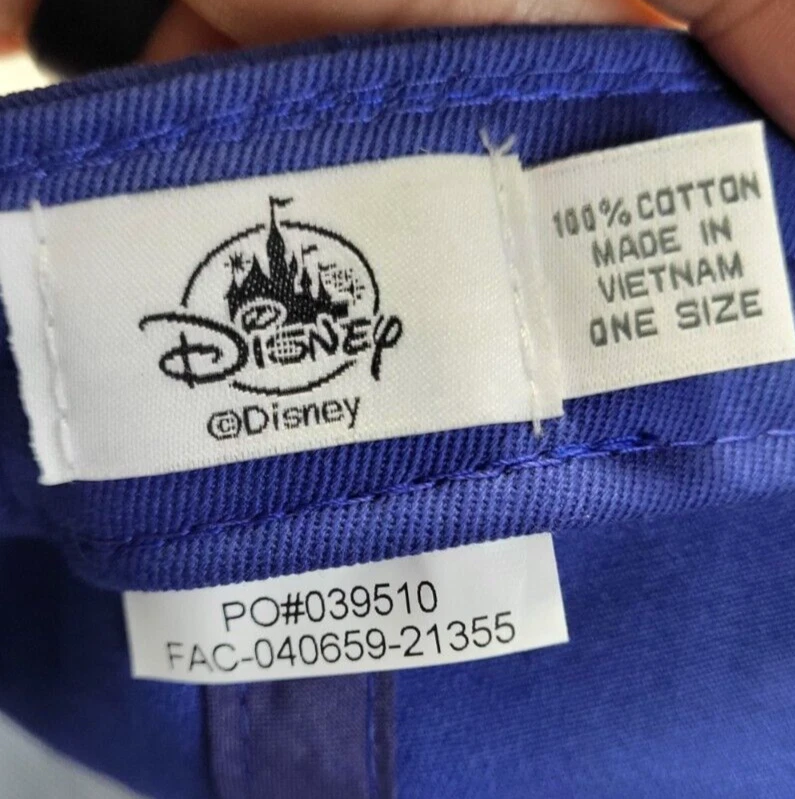 Disney
©Disney
100% COTTON
MADE IN
VIETNAM
ONE SIZE
PO#039510
FAC-040659-21355